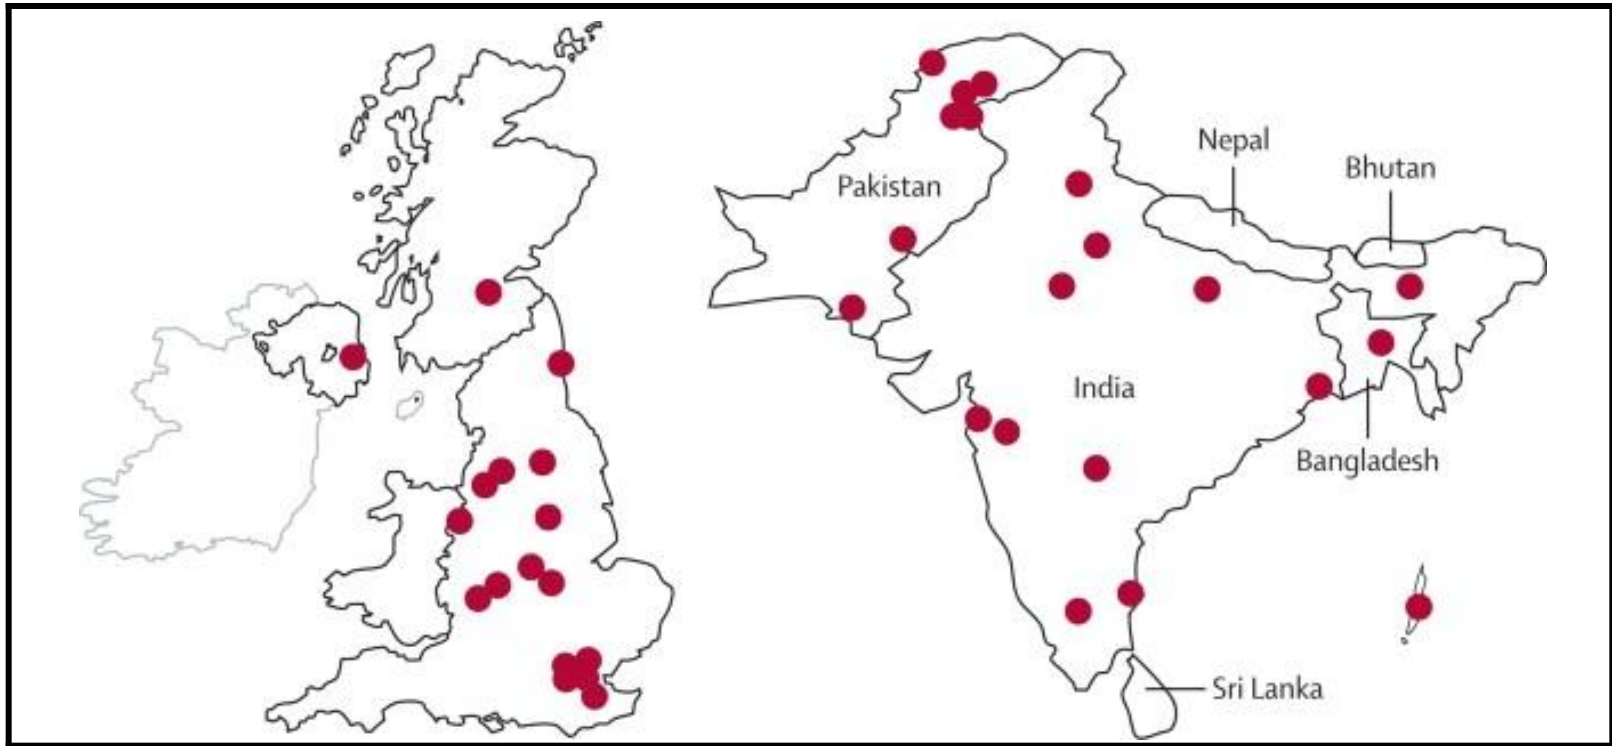 Nepal
Bhutan
Pakistan
India
Bangladesh
Sri Lanka